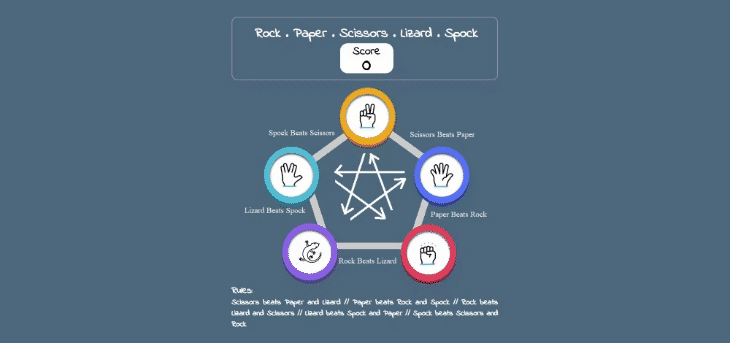 Rock . Paper . Scissors . Lizard . Spock
Score
0
Spock Beats Scissors
Scissors Beats Paper
Lizard Beats Spock
Paper Beats Rock
Rock Beats Lizard
Rules:
Scissors beats Paper and Lizard // Paper beats Rock and Spock // Rock beats
Lizard and Scissors // Lizard beats Spock and Paper // Spock beats Scissors and
Rock